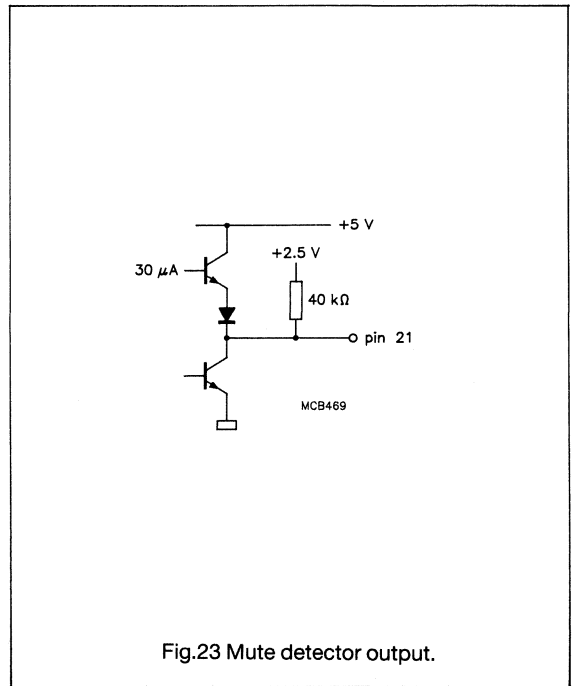 +5 V
+2.5 V
30 μA
40 kΩ
pin 21
MCB469
Fig.23 Mute detector output.